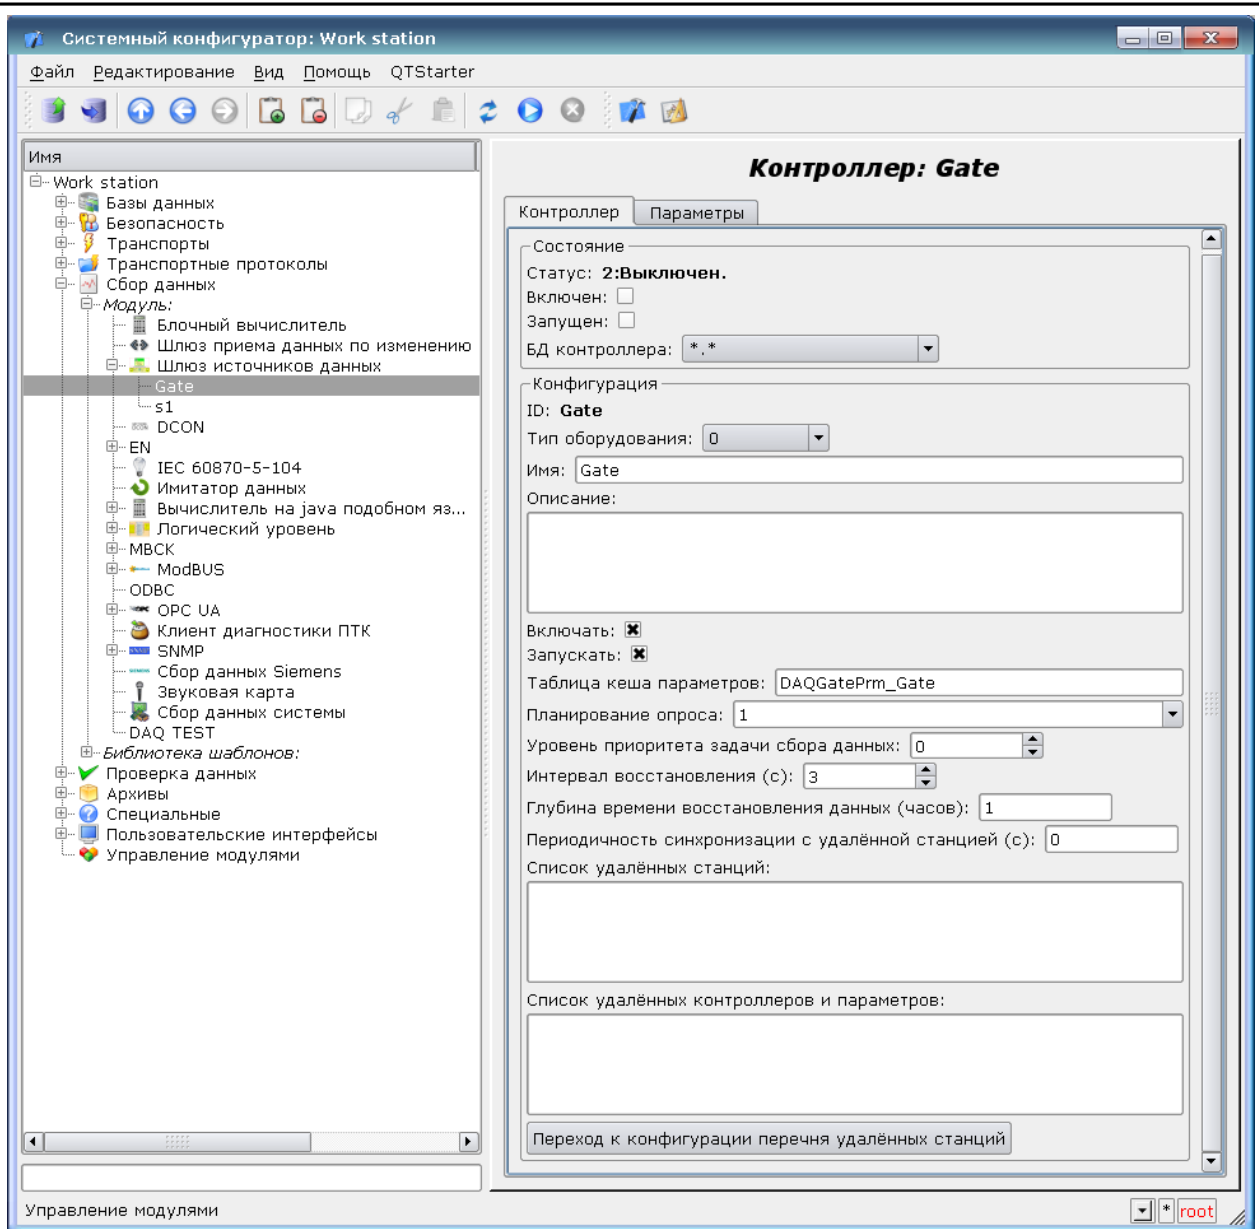 Системный конфигуратор: Work station
Файл Редактирование Вид Помощь QTStarter
Имя
Work station
Базы данных
Безопасность
Транспорты
Транспортные протоколы
Сбор данных
Модуль:
Блочный вычислитель
Шлюз приема данных по изменению
Шлюз источников данных
Gate
s1
DCON
EN
IEC 60870-5-104
Имитатор данных
Вычислитель на java подобном яз...
Логический уровень
МВСК
ModBUS
ODBC
OPC UA
Клиент диагностики ПТК
SNMP
Сбор данных Siemens
Звуковая карта
Сбор данных системы
DAQ TEST
Библиотека шаблонов:
Проверка данных
Архивы
Специальные
Пользовательские интерфейсы
Управление модулями
Контроллер: Gate
Контроллер Параметры
Состояние
Статус: 2:Выключен.
Включен:
Запущен:
БД контроллера: *.*
Конфигурация
ID: Gate
Тип оборудования: 0
Имя: Gate
Описание:
Включать:
Запускать:
Таблица кеша параметров: DAQGatePrm_Gate
Планирование опроса: 1
Уровень приоритета задачи сбора данных: 0
Интервал восстановления (с): 3
Глубина времени восстановления данных (часов): 1
Периодичность синхронизации с удалённой станцией (с): 0
Список удалённых станций:
Список удалённых контроллеров и параметров:
Переход к конфигурации перечня удалённых станций
Управление модулями
* root